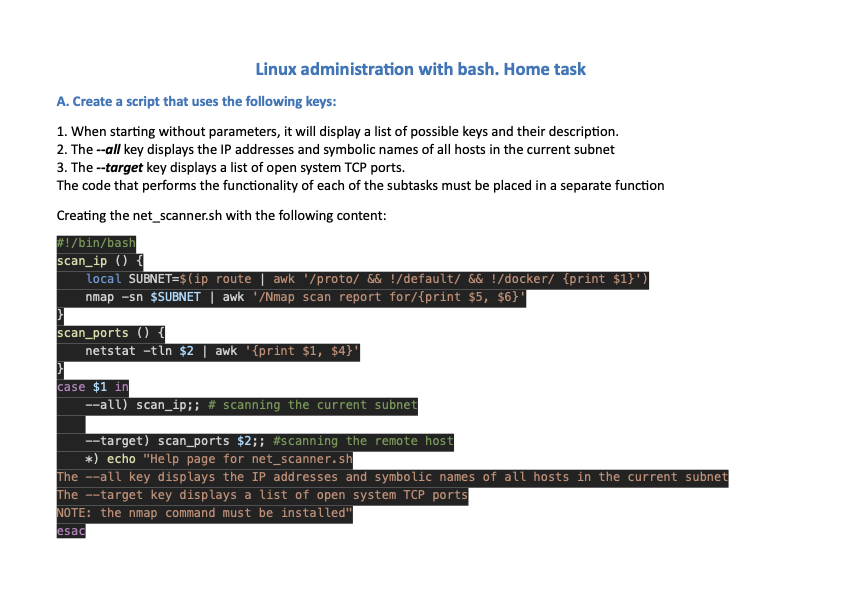 Linux administration with bash. Home task
A. Create a script that uses the following keys:
1. When starting without parameters, it will display a list of possible keys and their description.
2. The --all key displays the IP addresses and symbolic names of all hosts in the current subnet
3. The --target key displays a list of open system TCP ports.
The code that performs the functionality of each of the subtasks must be placed in a separate function
Creating the net_scanner.sh with the following content:
#!/bin/bash
scan_ip () {
    local SUBNET=$(ip route | awk '/proto/ && !/default/ && !/docker/ {print $1}')
    nmap -sn $SUBNET | awk '/Nmap scan report for/{print $5, $6}'
}
scan_ports () {
    netstat -tln $2 | awk '{print $1, $4}'
}
case $1 in
    --all) scan_ip;; # scanning the current subnet
    --target) scan_ports $2;; #scanning the remote host
    *) echo "Help page for net_scanner.sh
The --all key displays the IP addresses and symbolic names of all hosts in the current subnet
The --target key displays a list of open system TCP ports
NOTE: the nmap command must be installed"
esac